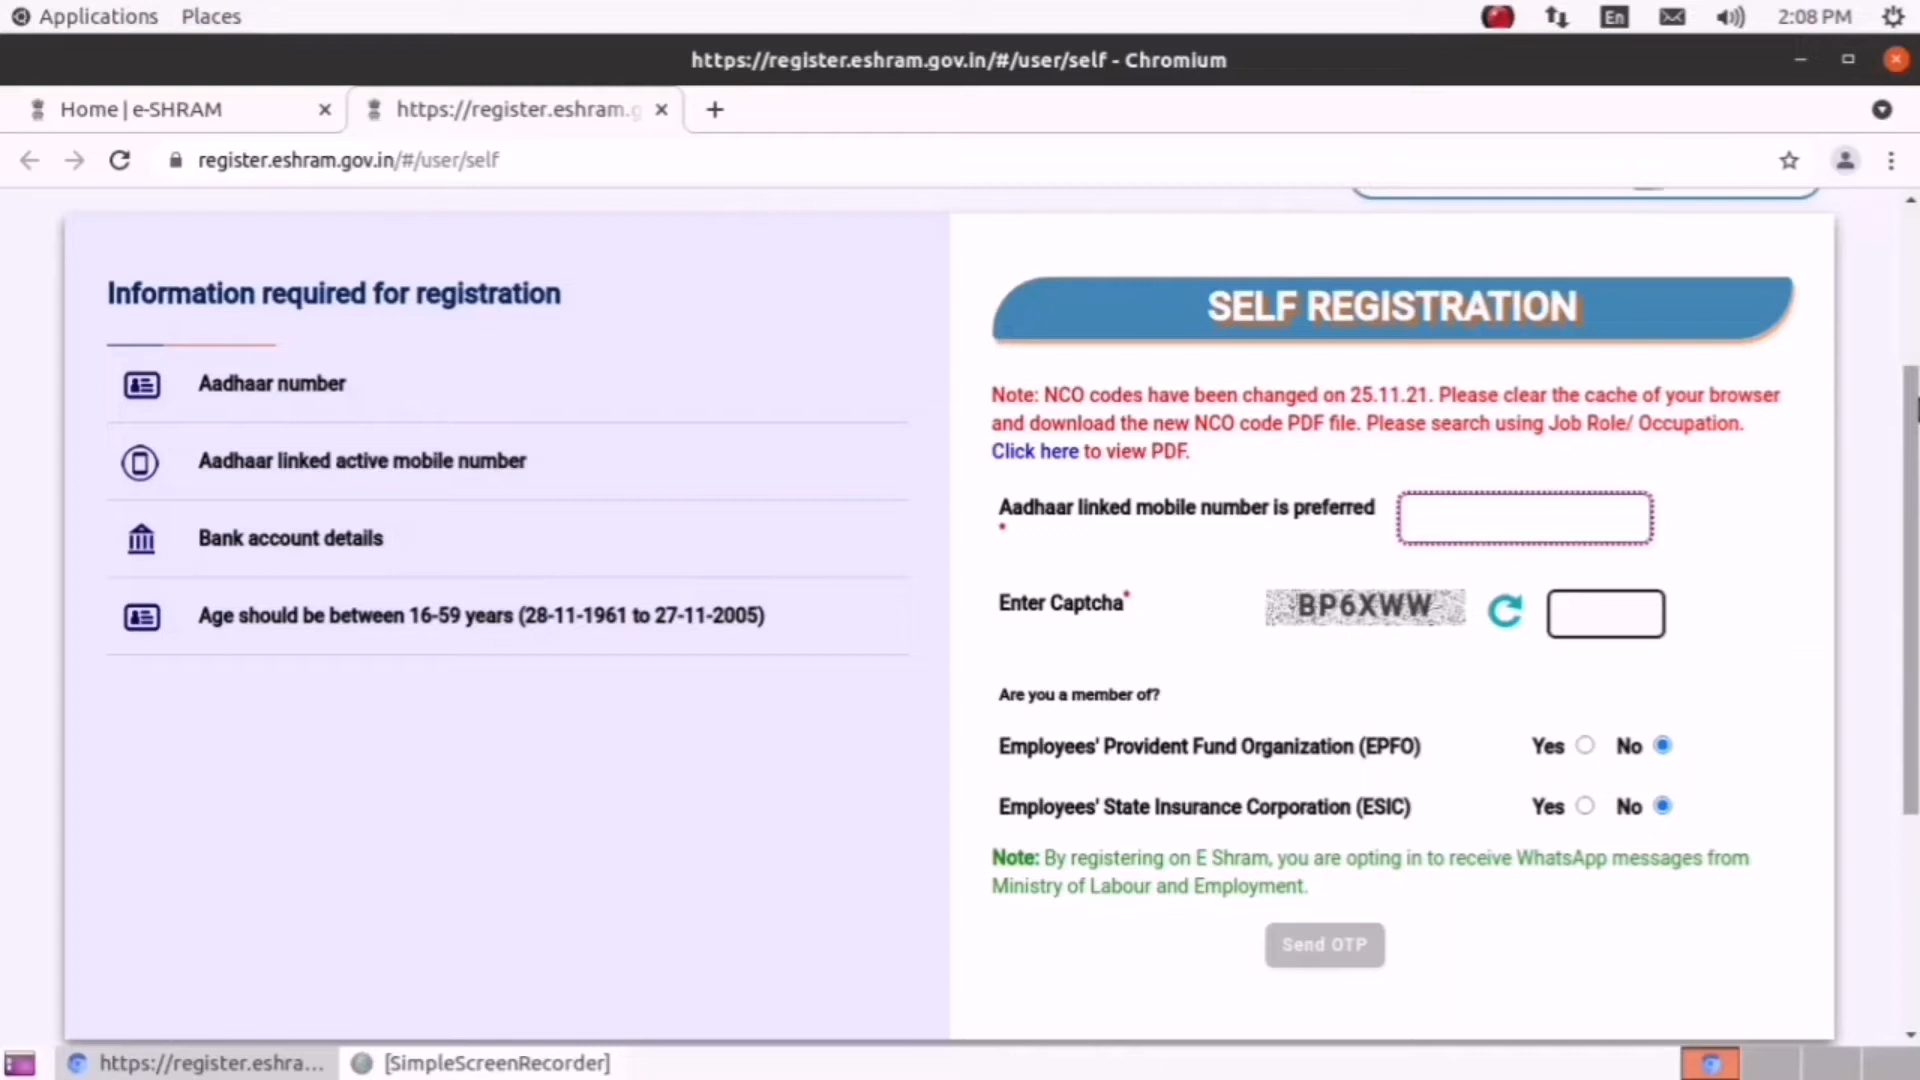 Applications Places En 2:08 PM
https://register.eshram.gov.in/#/user/self - Chromium
Home | e-SHRAM https://register.eshram.g
register.eshram.gov.in/#/user/self
Information required for registration
Aadhaar number
Aadhaar linked active mobile number
Bank account details
Age should be between 16-59 years (28-11-1961 to 27-11-2005)
SELF REGISTRATION
Note: NCO codes have been changed on 25.11.21. Please clear the cache of your browser
and download the new NCO code PDF file. Please search using Job Role/ Occupation.
Click here to view PDF.
Aadhaar linked mobile number is preferred
*
Enter Captcha* BP6XWW
Are you a member of?
Employees' Provident Fund Organization (EPFO) Yes No
Employees' State Insurance Corporation (ESIC) Yes No
Note: By registering on E Shram, you are opting in to receive WhatsApp messages from
Ministry of Labour and Employment.
Send OTP
https://register.eshra... [SimpleScreenRecorder]